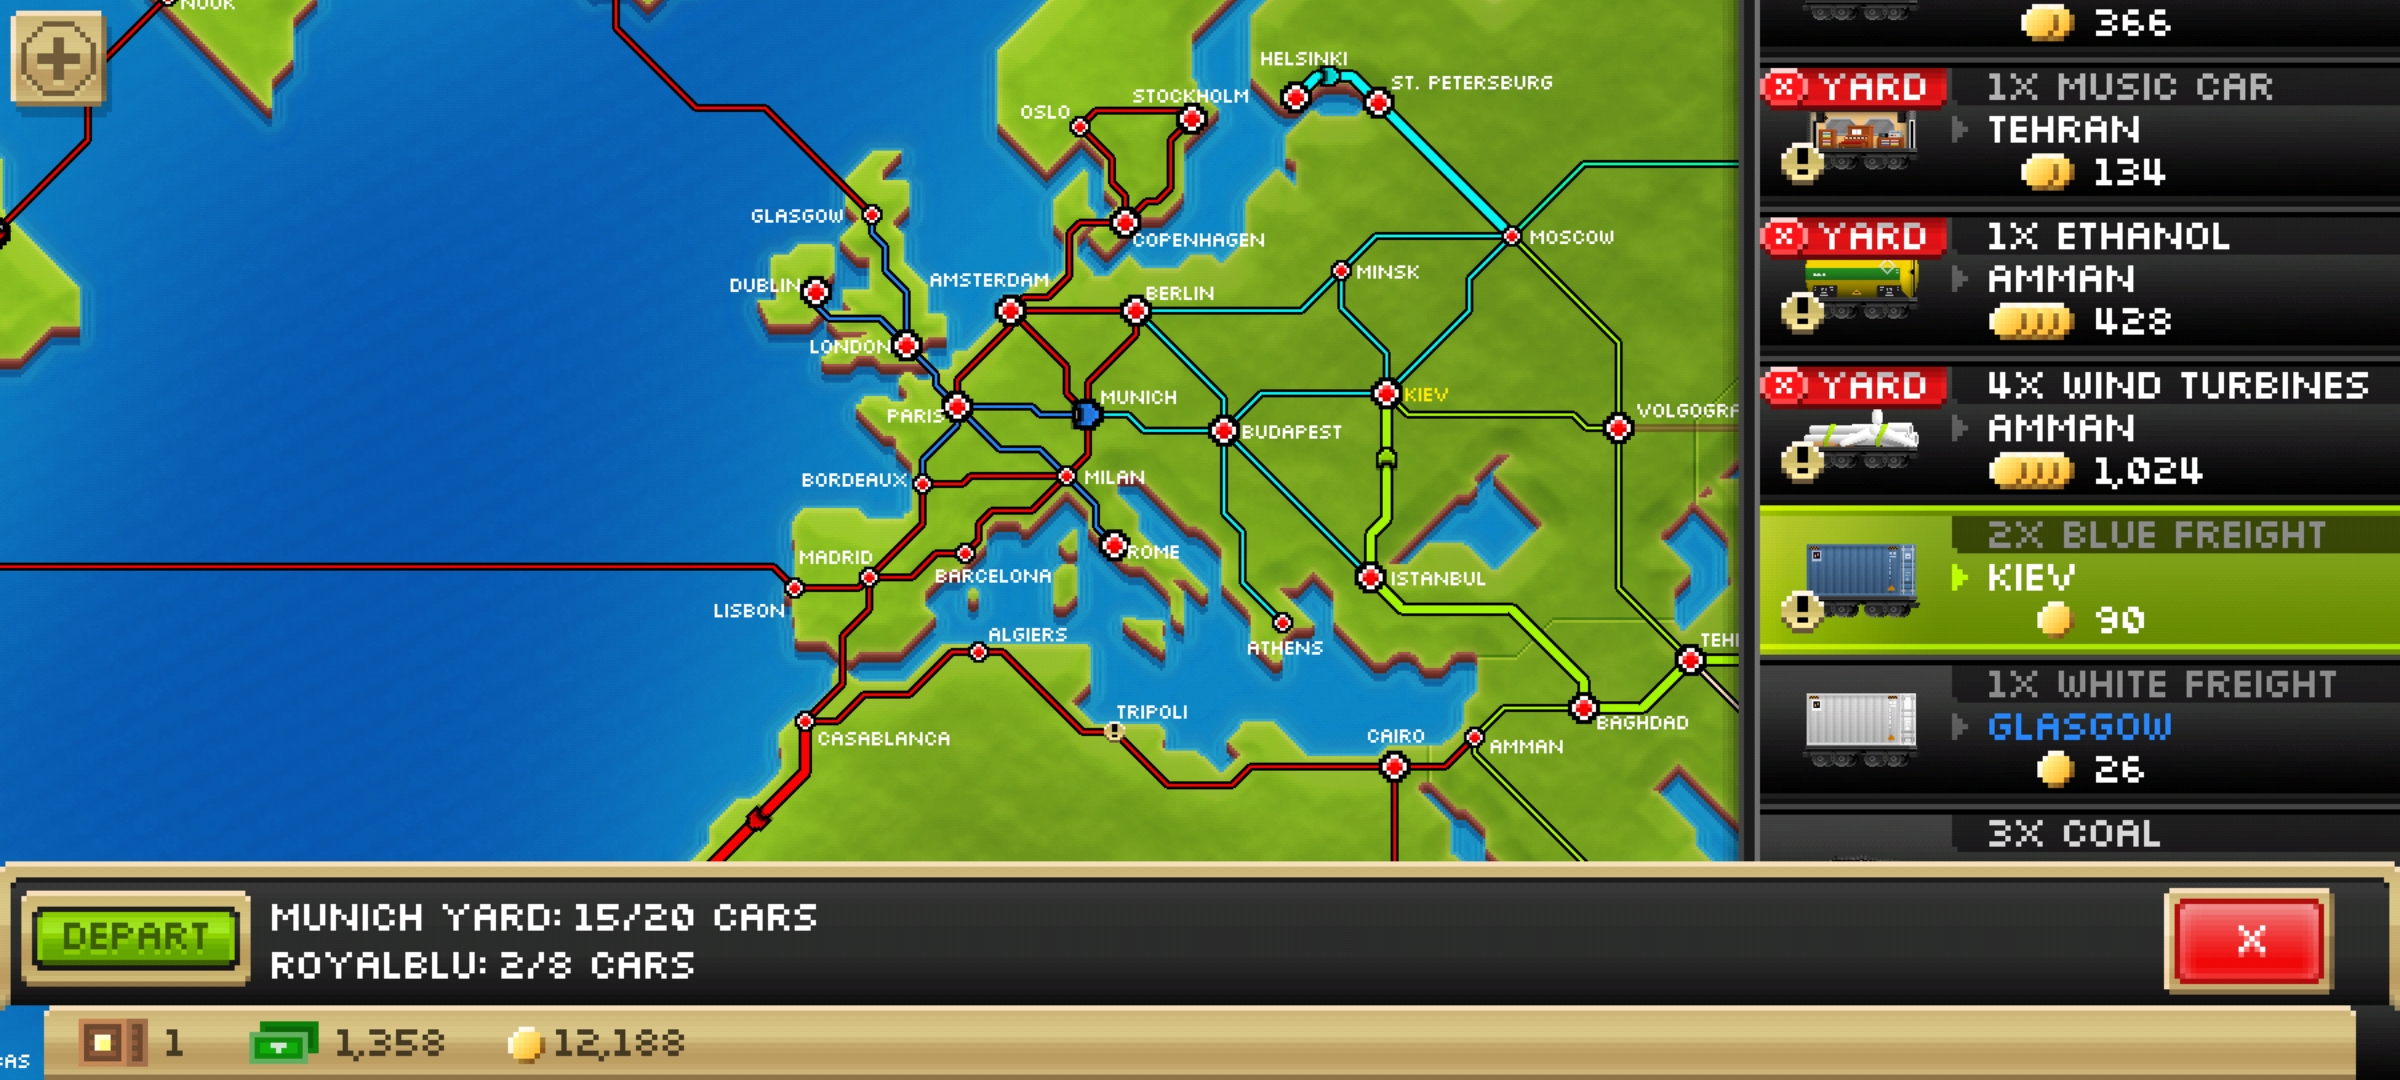 NUUK
HELSINKI
ST. PETERSBURG
STOCKHOLM
OSLO
GLASGOW
COPENHAGEN
MOSCOW
MINSK
DUBLIN
AMSTERDAM
BERLIN
LONDON
MUNICH
KIEV
PARIS
VOLGOGRA
BUDAPEST
BORDEAUX
MILAN
MADRID
ROME
BARCELONA
ISTANBUL
LISBON
ALGIERS
ATHENS
TEH
TRIPOLI
CASABLANCA
CAIRO
BAGHDAD
AMMAN
366
YARD
1X MUSIC CAR
TEHRAN
134
YARD
1X ETHANOL
AMMAN
428
YARD
4X WIND TURBINES
AMMAN
1,024
2X BLUE FREIGHT
KIEV
90
1X WHITE FREIGHT
GLASGOW
26
3X COAL
DEPART
MUNICH YARD: 15/20 CARS
ROYALBLU: 2/8 CARS
X
1
1,358
12,188
AS